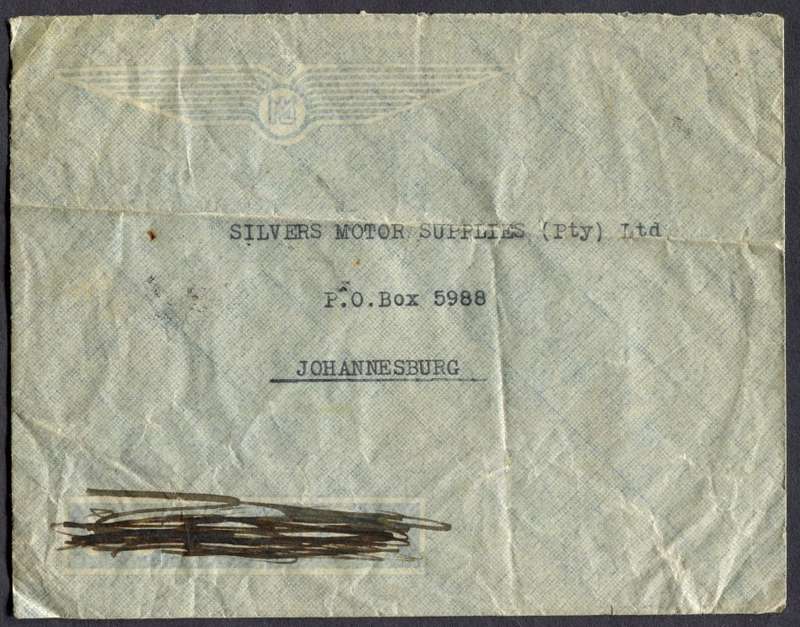 SILVERS MOTOR SUPPLIES (Pty) Ltd
P.O.Box 5988
JOHANNESBURG